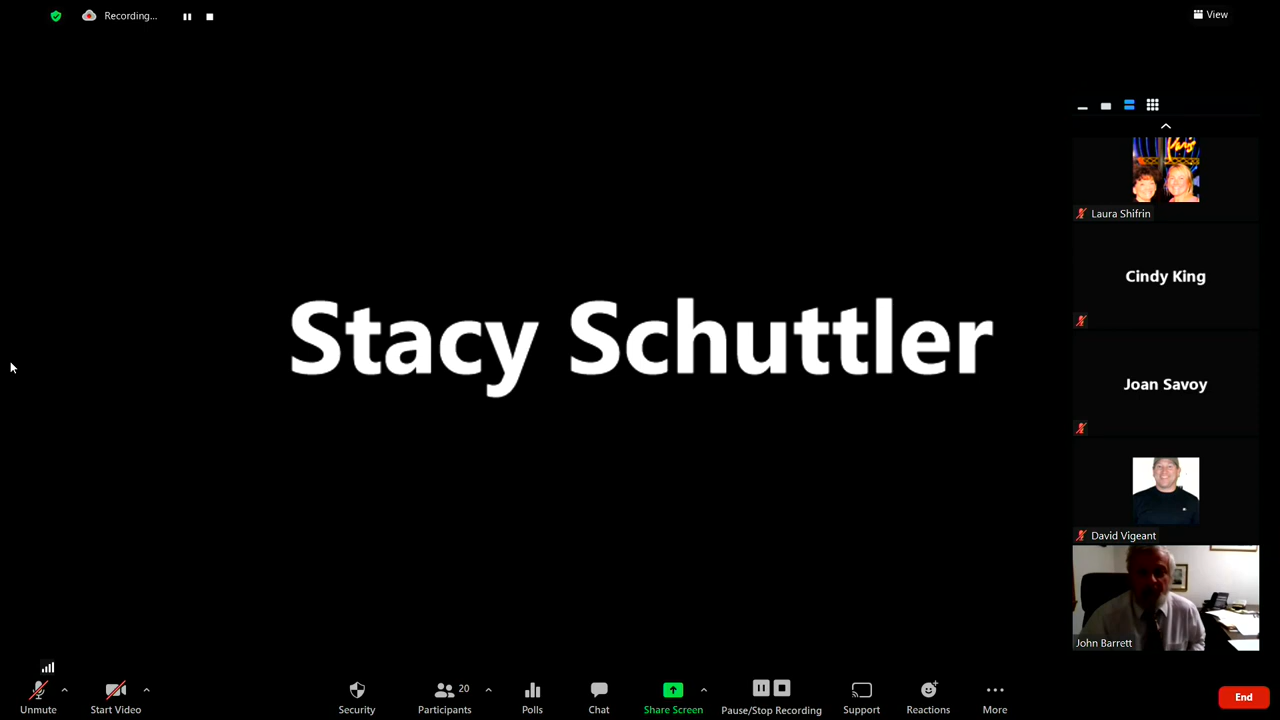 Recording...
View
Laura Shifrin
Cindy King
Stacy Schuttler
Joan Savoy
David Vigeant
John Barrett
Unmute
Start Video
Security
20
Participants
Polls
Chat
Share Screen
Pause/Stop Recording
Support
Reactions
More
End